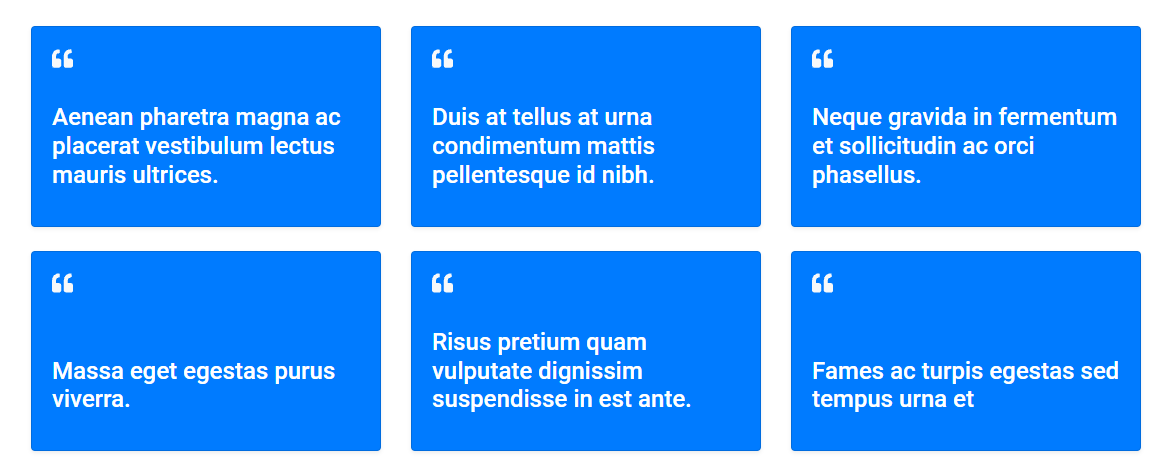 “
Aenean pharetra magna ac
placerat vestibulum lectus
mauris ultrices.
“
Duis at tellus at urna
condimentum mattis
pellentesque id nibh.
“
Neque gravida in fermentum
et sollicitudin ac orci
phasellus.
“
Massa eget egestas purus
viverra.
“
Risus pretium quam
vulputate dignissim
suspendisse in est ante.
“
Fames ac turpis egestas sed
tempus urna et